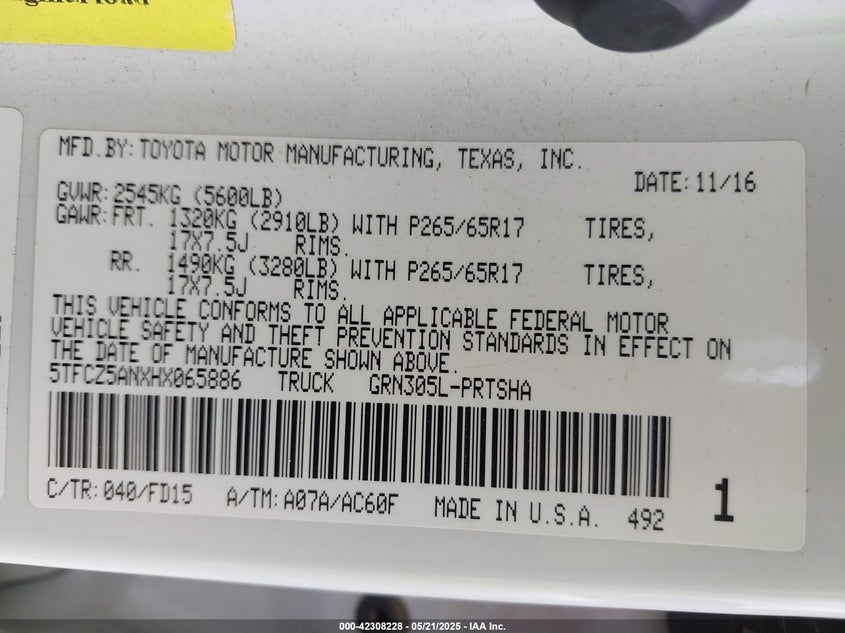 MFD.BY: TOYOTA MOTOR MANUFACTURING, TEXAS, INC.
DATE: 11/16
GVWR: 2545KG (5600LB)
GAWR: FRT. 1320KG (2910LB) WITH P265/65R17 TIRES,
17X7.5J RIMS.
RR. 1490KG (3280LB) WITH P265/65R17 TIRES,
17X7.5J RIMS.
THIS VEHICLE CONFORMS TO ALL APPLICABLE FEDERAL MOTOR
VEHICLE SAFETY AND THEFT PREVENTION STANDARDS IN EFFECT ON
THE DATE OF MANUFACTURE SHOWN ABOVE.
5TFCZ5ANXHX065886 TRUCK GRN305L-PRTSHA
C/TR: 040/FD15 A/TM: A07A/AC60F MADE IN U.S.A. 492 1
000-42308228 - 05/21/2025 - IAA Inc.